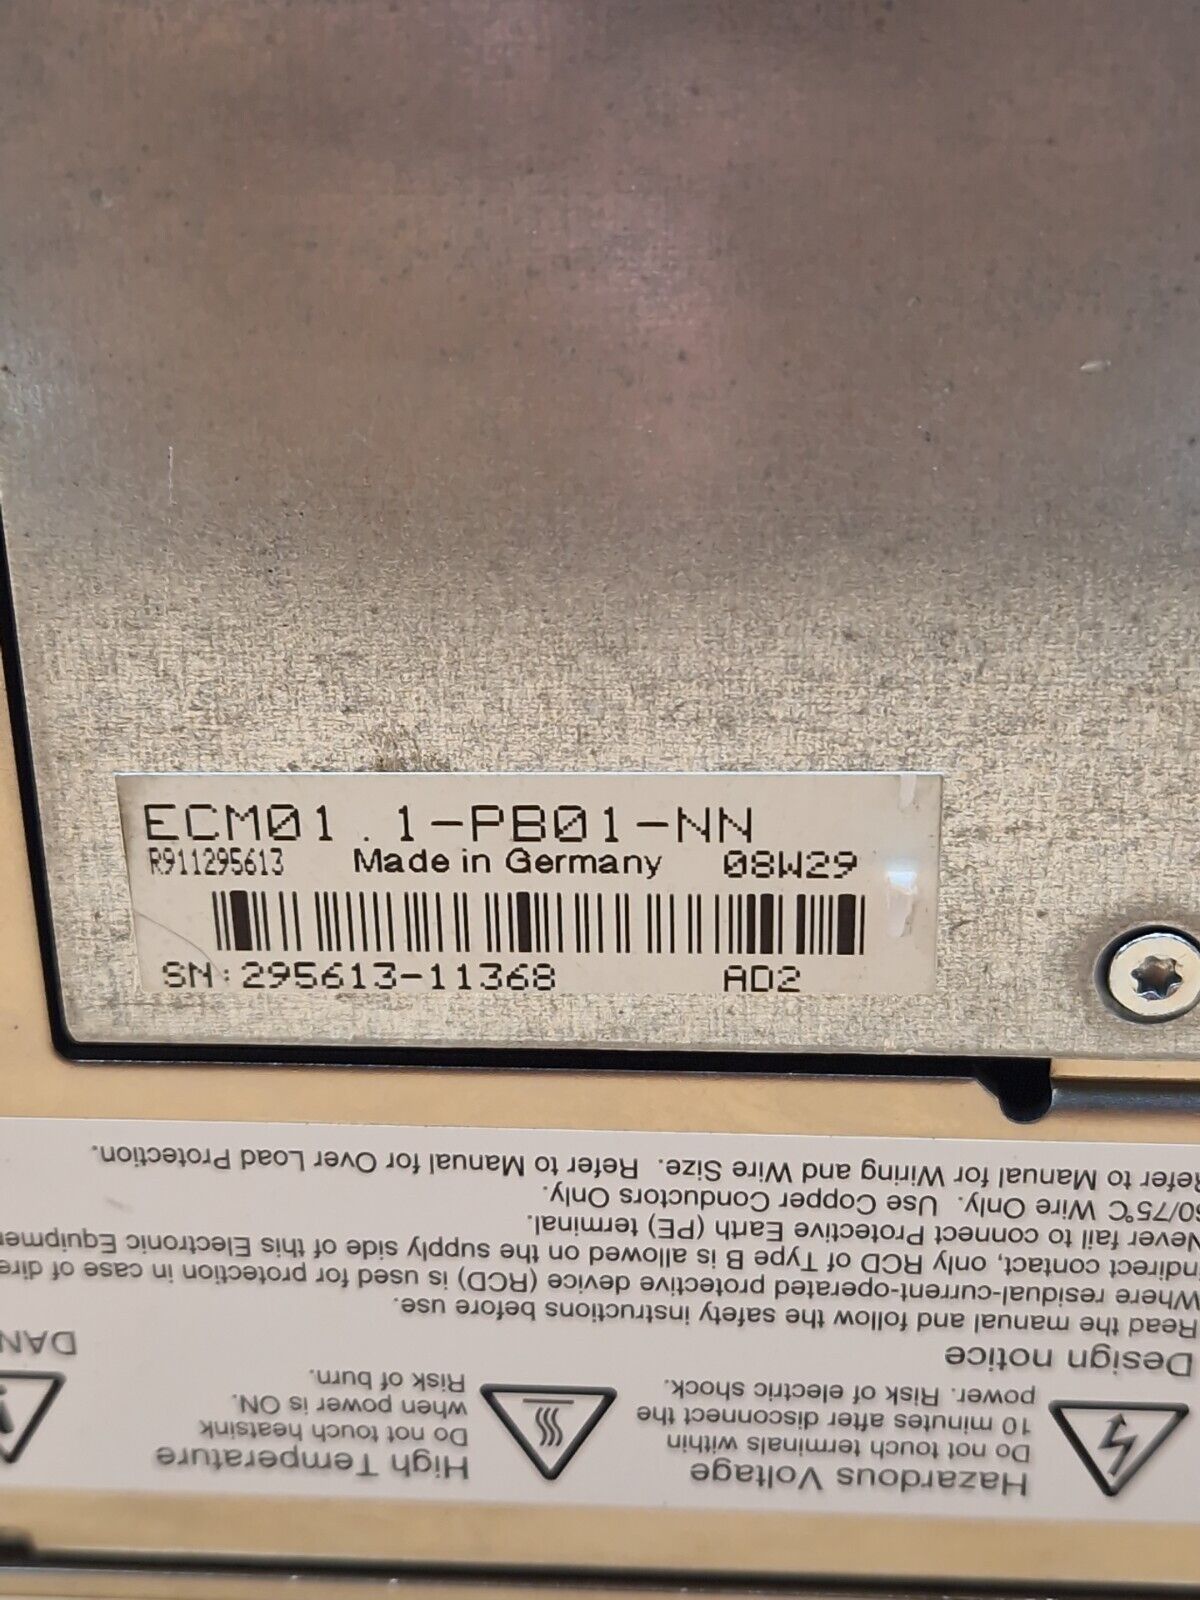 ECM01.1-PB01-NN
R911295613 Made in Germany 08W29
SN:295613-11368 AD2
Hazardous Voltage
Do not touch terminals within
10 minutes after disconnect the
power. Risk of electric shock.
High Temperature
Do not touch heatsink
when power is ON.
Risk of burn.
Design notice
Read the manual and follow the safety instructions before use.
Where residual-current-operated protective device (RCD) is used for protection in case of
contact, only RCD of Type B is allowed on the supply side of this Electronic
Never fail to connect Protective Earth (PE) terminal.
60/75°C Wire Only. Use Copper Conductors Only.
Refer to Manual for Wiring and Wire Size. Refer to Manual for Over Load Protection.